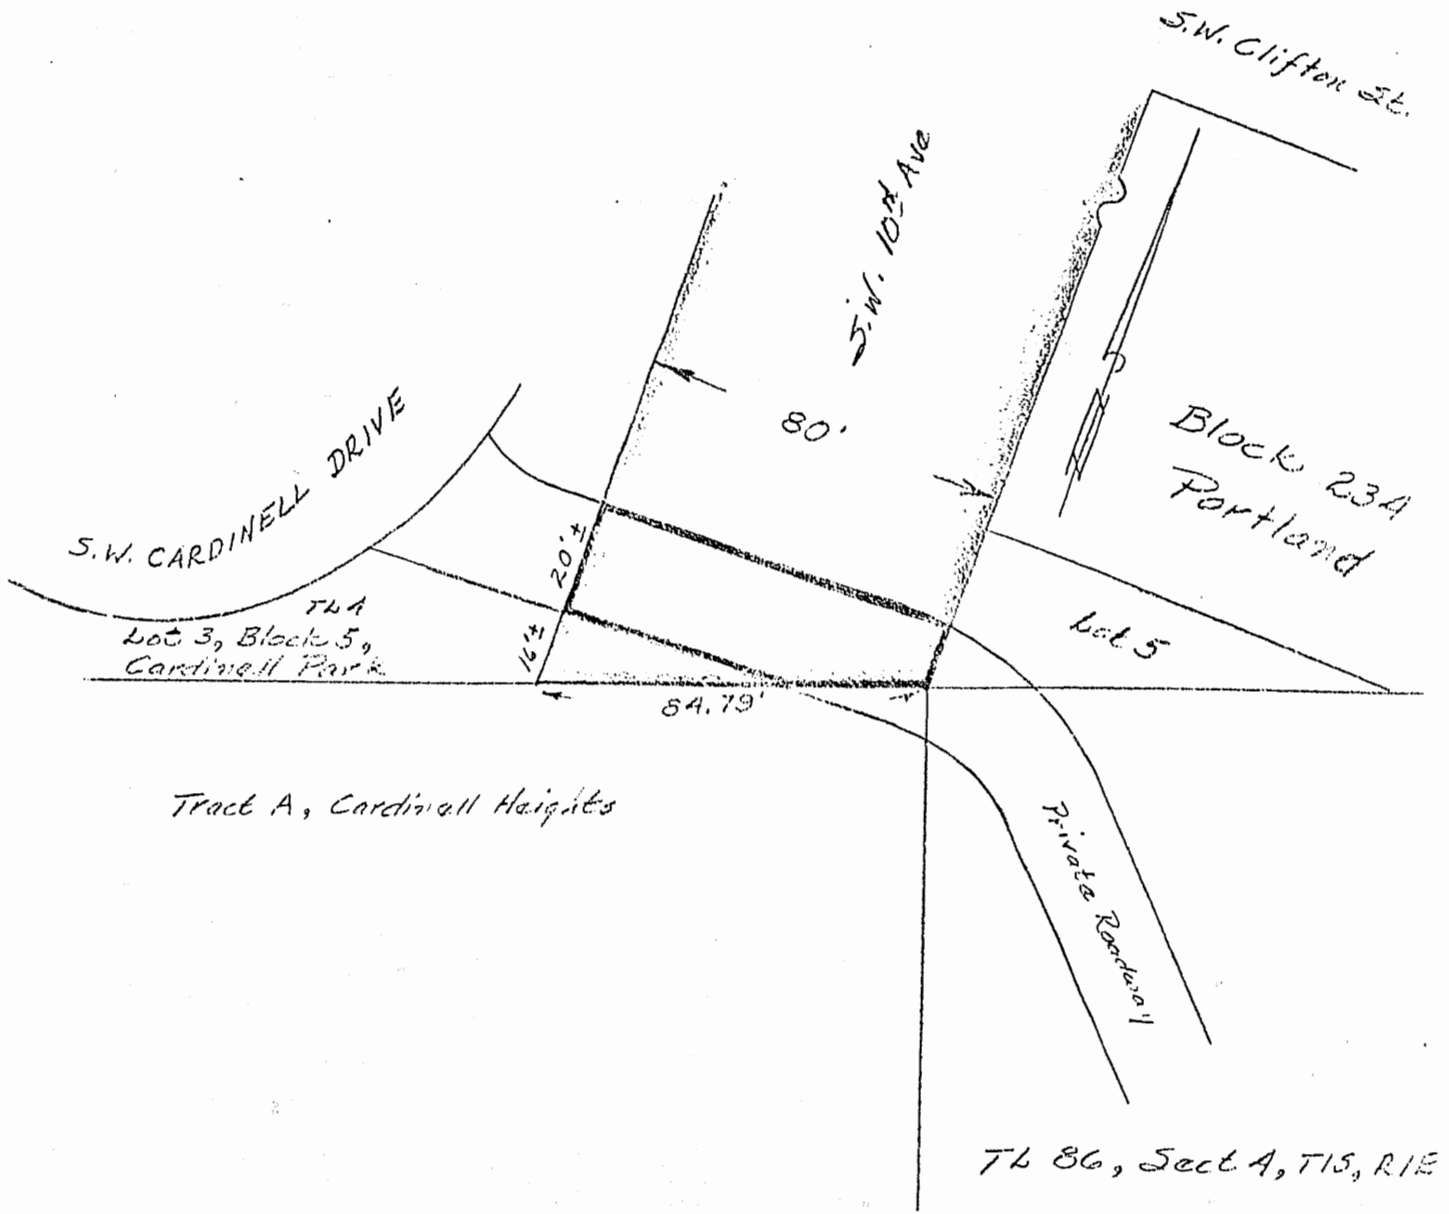 S.W. Clifton St.
S.W. 10th Ave
80'
Block 234
Portland
S.W. CARDINELL DRIVE
20'±
16'±
TL 4
Lot 3, Block 5,
Cardinell Park
Lot 5
84.79'
Tract A, Cardinell Heights
Private Roadway
TL 86, Sect 4, T1S, R1E